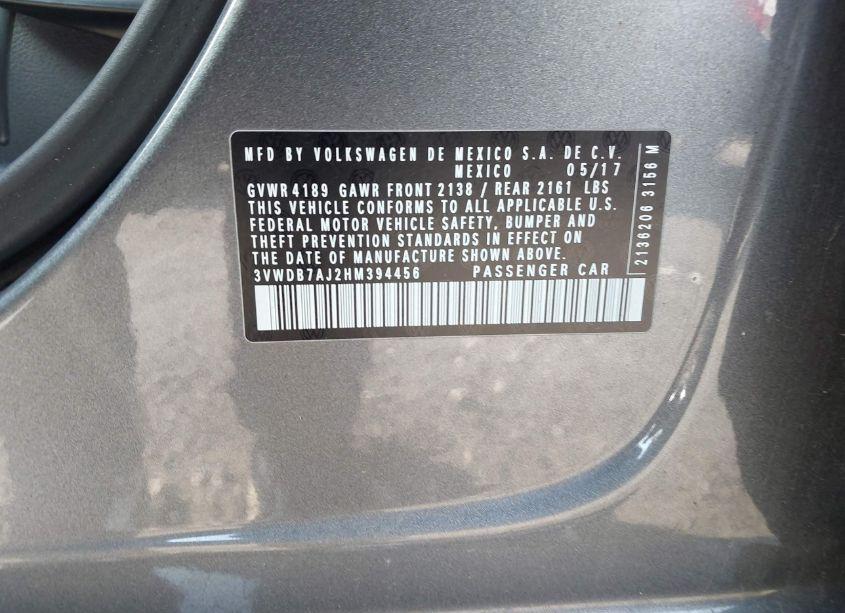 MFD BY VOLKSWAGEN DE MEXICO S.A. DE C.V.
MEXICO 05/17
GVWR 4189 GAWR FRONT 2138 / REAR 2161 LBS
THIS VEHICLE CONFORMS TO ALL APPLICABLE U.S.
FEDERAL MOTOR VEHICLE SAFETY, BUMPER AND
THEFT PREVENTION STANDARDS IN EFFECT ON
THE DATE OF MANUFACTURE SHOWN ABOVE.
3VWDB7AJ2HM394456 PASSENGER CAR
2136206 3156 M